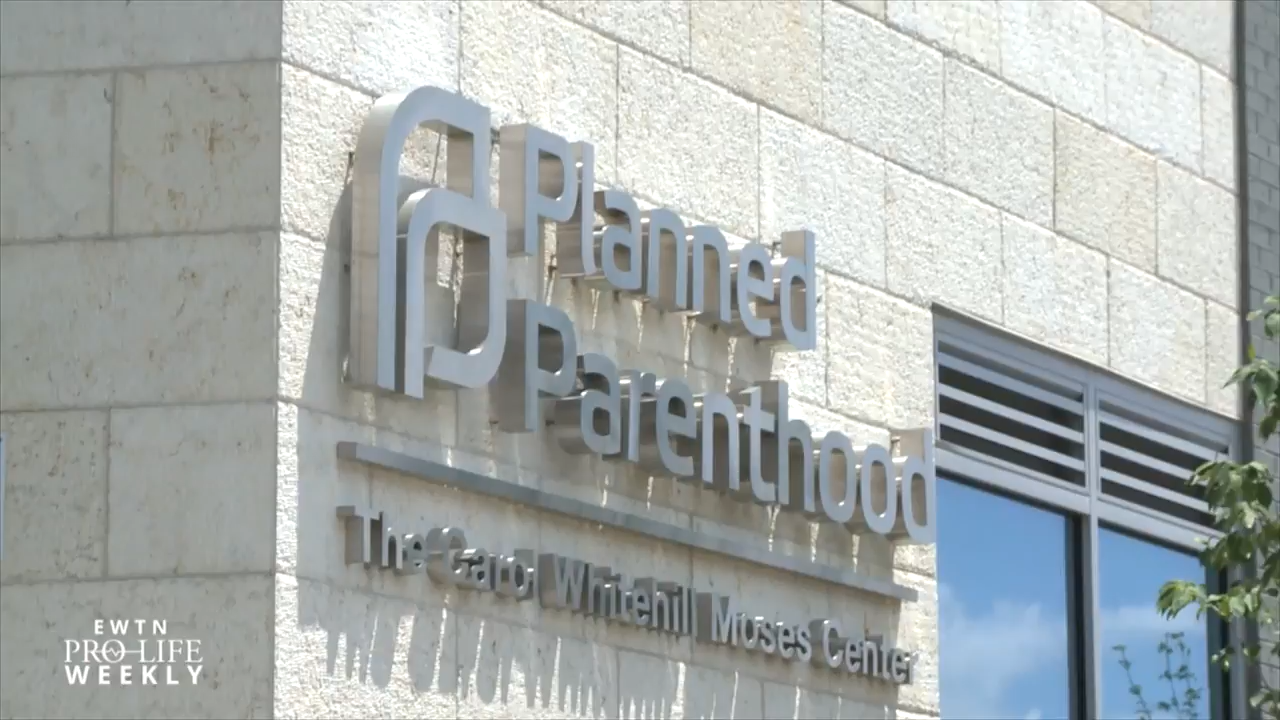 Planned
Parenthood
The Carol Whitehill Moses Center
EWTN
PRO-LIFE
WEEKLY